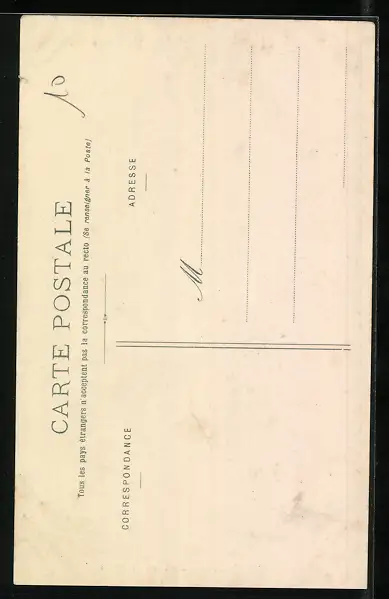 10
CARTE POSTALE
Tous les pays étrangers n'acceptent pas la correspondance au recto (Se renseigner à la Poste)
CORRESPONDANCE
ADRESSE
M